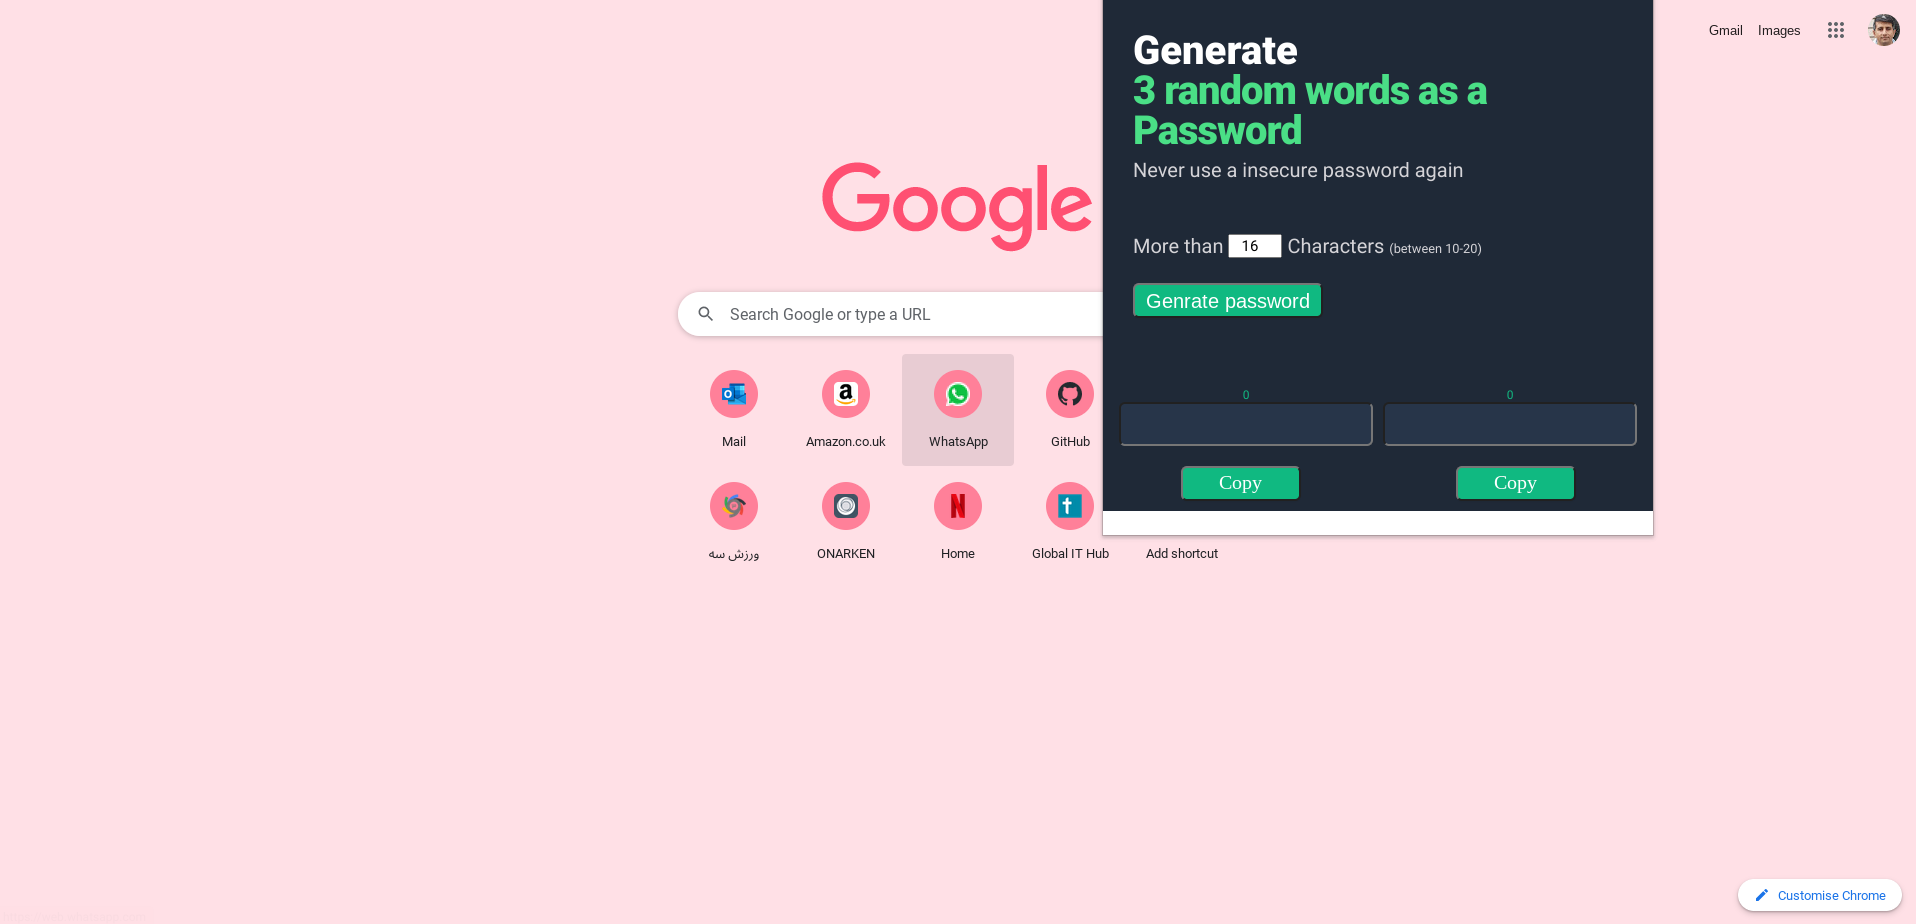 Gmail Images
Google
Search Google or type a URL
Mail Amazon.co.uk WhatsApp GitHub
ورزش سه ONARKEN Home Global IT Hub Add shortcut
Generate
3 random words as a
Password
Never use a insecure password again
More than 16 Characters (between 10-20)
Genrate password
0 0
Copy Copy
Customise Chrome